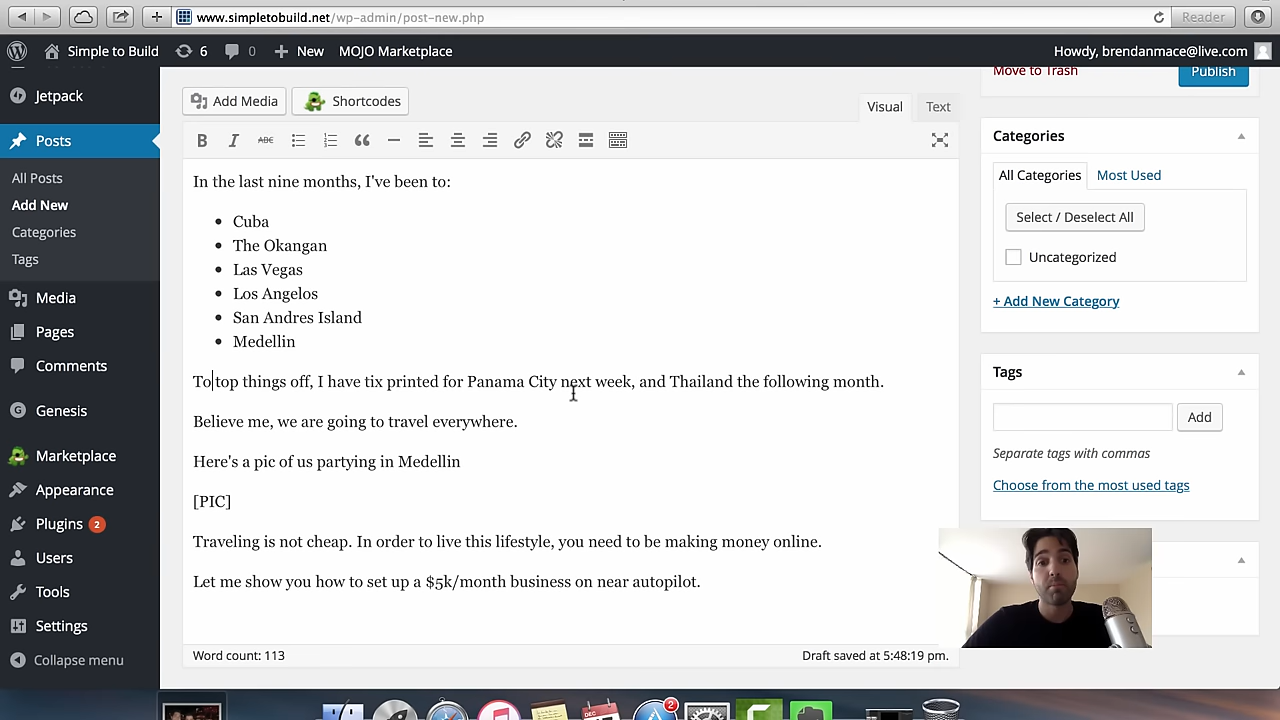 www.simpletobuild.net/wp-admin/post-new.php
Reader
Simple to Build
6
0
New
MOJO Marketplace
Howdy, brendanmace@live.com
Jetpack
Posts
All Posts
Add New
Categories
Tags
Media
Pages
Comments
Genesis
Marketplace
Appearance
Plugins 2
Users
Tools
Settings
Collapse menu
Add Media
Shortcodes
Visual
Text
B I ABC
In the last nine months, I've been to:
Cuba
The Okangan
Las Vegas
Los Angelos
San Andres Island
Medellin
To top things off, I have tix printed for Panama City next week, and Thailand the following month.
Believe me, we are going to travel everywhere.
Here's a pic of us partying in Medellin
[PIC]
Traveling is not cheap. In order to live this lifestyle, you need to be making money online.
Let me show you how to set up a $5k/month business on near autopilot.
Word count: 113
Draft saved at 5:48:19 pm.
Move to Trash
Publish
Categories
All Categories
Most Used
Select / Deselect All
Uncategorized
+ Add New Category
Tags
Add
Separate tags with commas
Choose from the most used tags
DEC
2